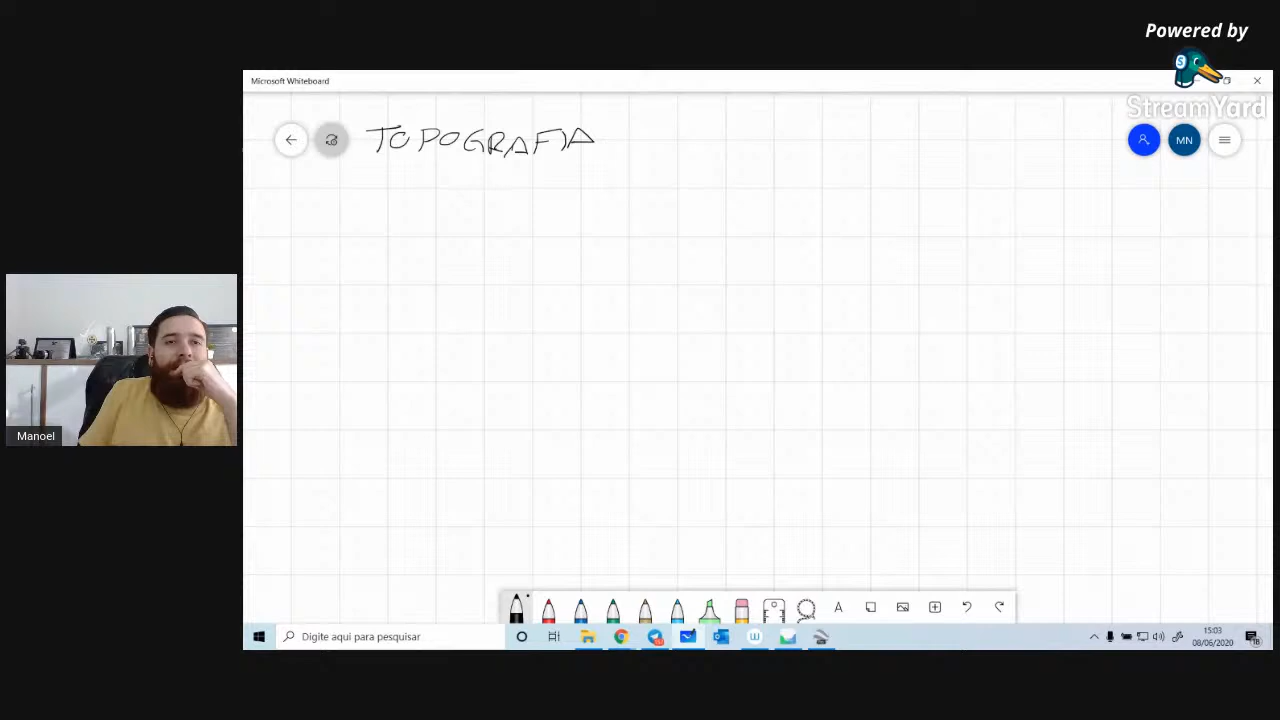 Powered by
StreamYard
Microsoft Whiteboard
TOPOGRAFIA
MN
Manoel
Digite aqui para pesquisar
15:03
08/06/2020